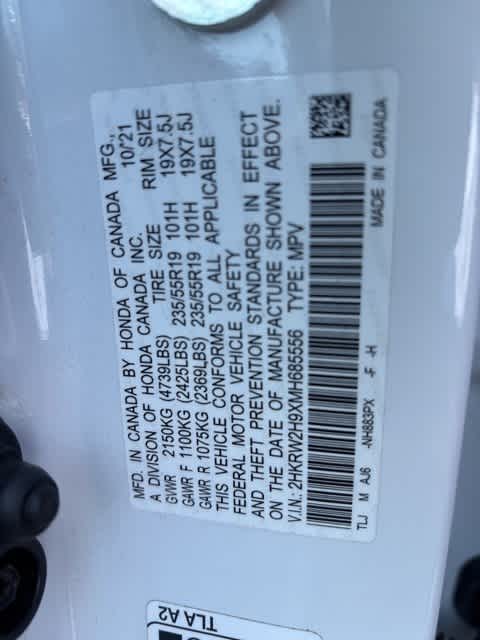 MFD. IN CANADA BY HONDA OF CANADA MFG.,
A DIVISION OF HONDA CANADA INC. 10/21
TIRE SIZE RIM SIZE
GVWR 2150KG (4739LBS)
GAWR F 1100KG (2425LBS) 235/55R19 101H 19X7.5J
GAWR R 1075KG (2369LBS) 235/55R19 101H 19X7.5J
THIS VEHICLE CONFORMS TO ALL APPLICABLE
FEDERAL MOTOR VEHICLE SAFETY
AND THEFT PREVENTION STANDARDS IN EFFECT
ON THE DATE OF MANUFACTURE SHOWN ABOVE.
V.I.N.: 2HKRW2H9XMH685556 TYPE: MPV
TLJ M AJ6 -NH883PX -F -H MADE IN CANADA
TLA A2